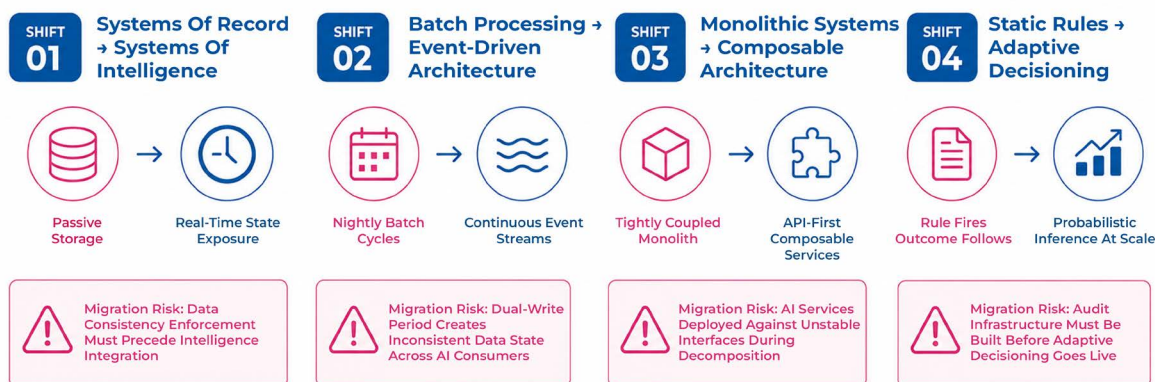 SHIFT
01
Systems Of Record
→ Systems Of
Intelligence
Passive
Storage
Real-Time State
Exposure
Migration Risk: Data
Consistency Enforcement
Must Precede Intelligence
Integration
SHIFT
02
Batch Processing →
Event-Driven
Architecture
Nightly Batch
Cycles
Continuous Event
Streams
Migration Risk: Dual-Write
Period Creates
Inconsistent Data State
Across AI Consumers
SHIFT
03
Monolithic Systems
→ Composable
Architecture
Tightly Coupled
Monolith
API-First
Composable
Services
Migration Risk: AI Services
Deployed Against Unstable
Interfaces During
Decomposition
SHIFT
04
Static Rules →
Adaptive
Decisioning
Rule Fires
Outcome Follows
Probabilistic
Inference At Scale
Migration Risk: Audit
Infrastructure Must Be
Built Before Adaptive
Decisioning Goes Live